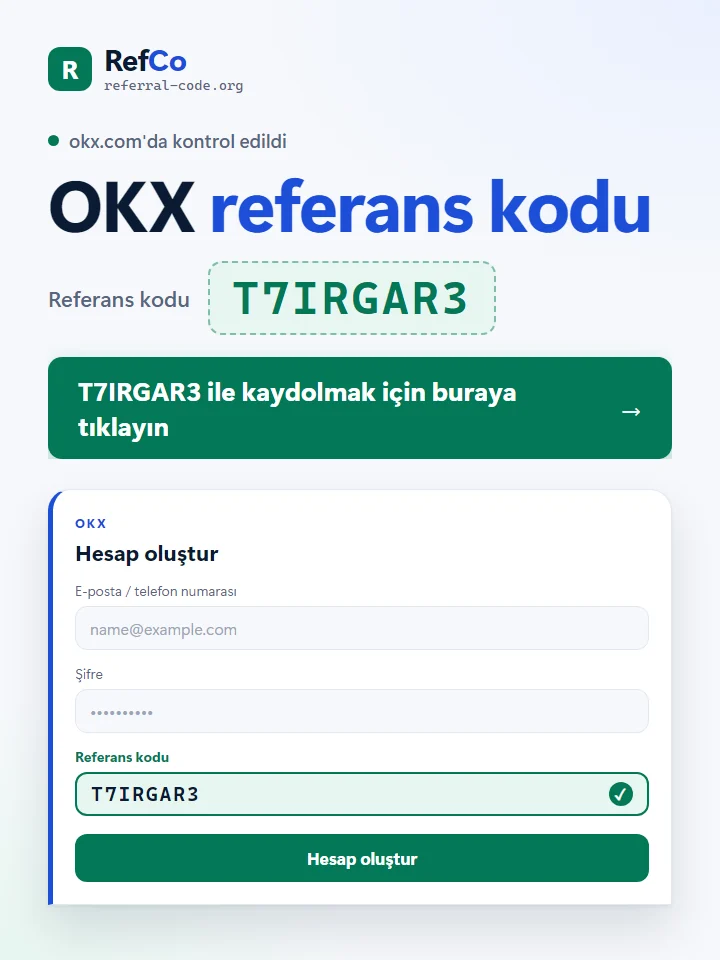 R
RefCo
referral-code.org
okx.com'da kontrol edildi
OKX referans kodu
Referans kodu
T7IRGAR3
T7IRGAR3 ile kaydolmak için buraya
tıklayın
→
OKX
Hesap oluştur
E-posta / telefon numarası
name@example.com
Şifre
••••••••••
Referans kodu
T7IRGAR3
✓
Hesap oluştur